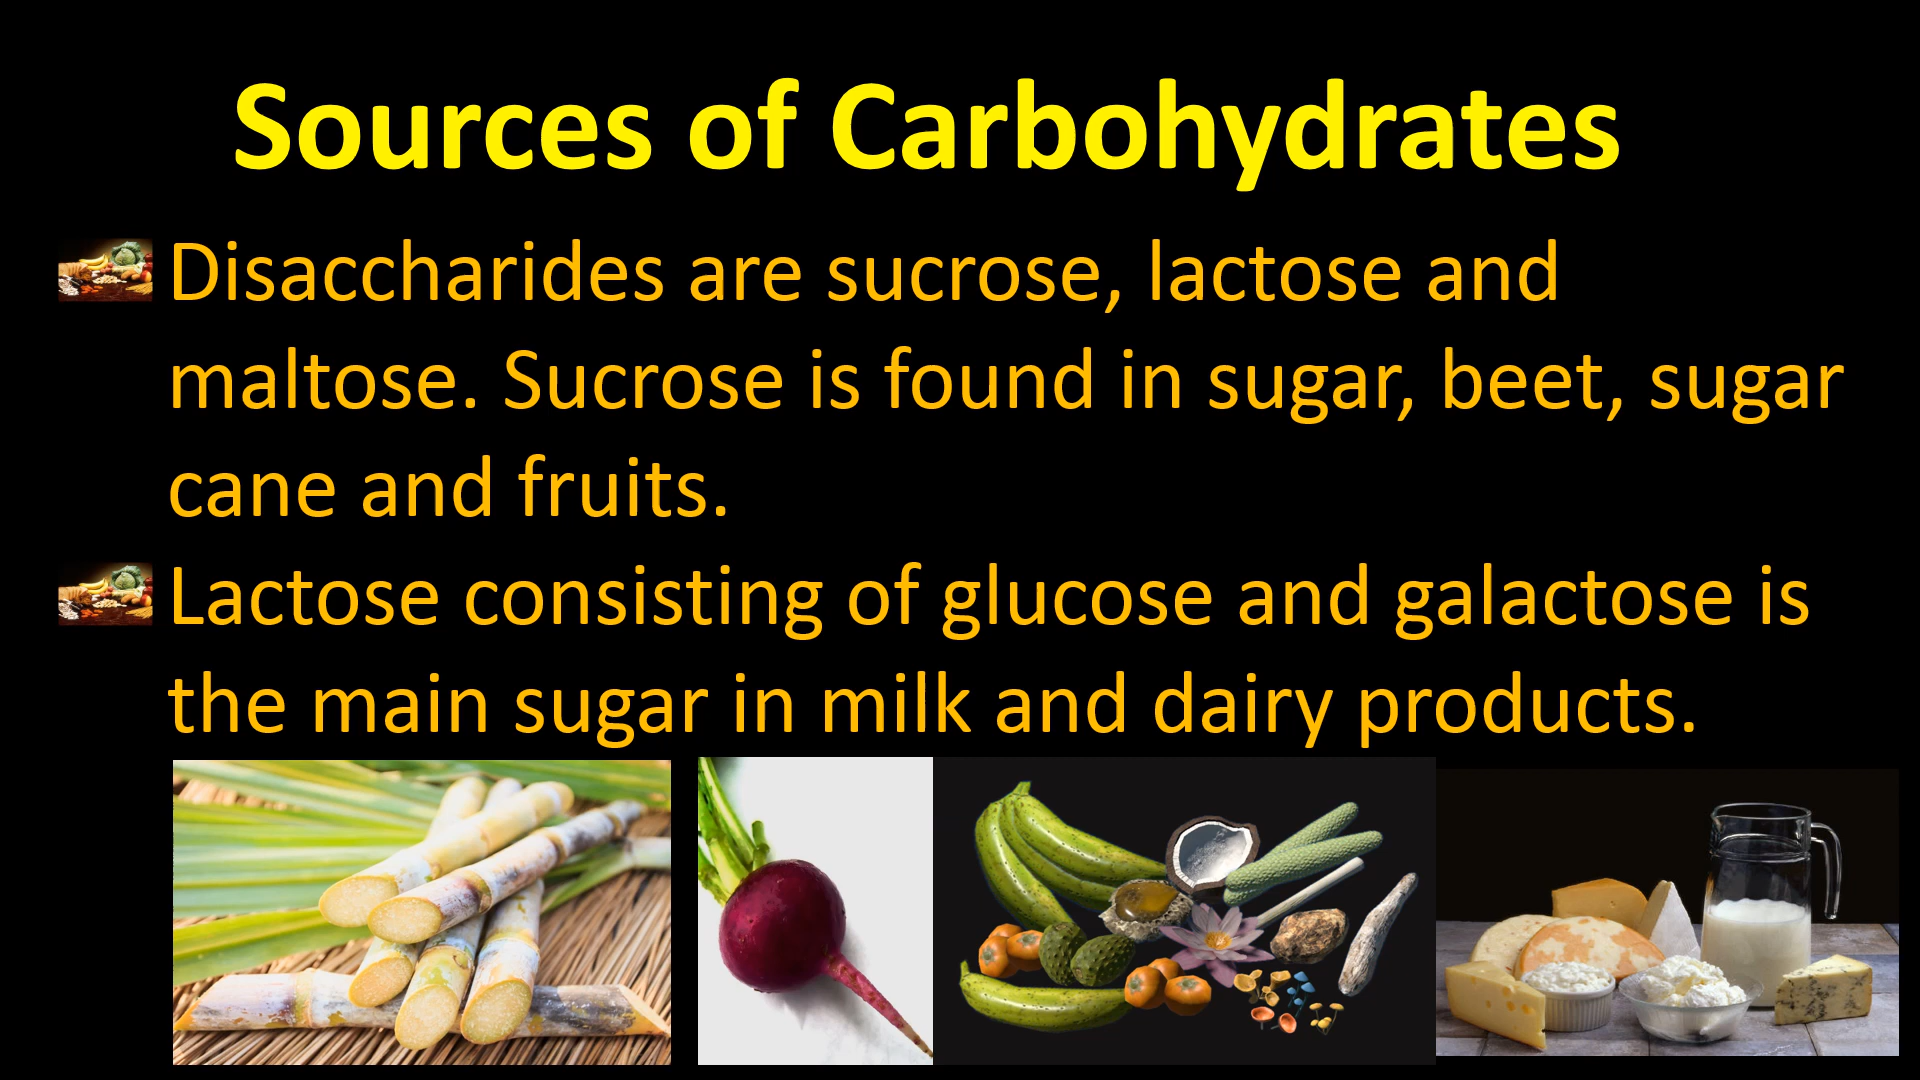 Sources of Carbohydrates
Disaccharides are sucrose, lactose and
maltose. Sucrose is found in sugar, beet, sugar
cane and fruits.
Lactose consisting of glucose and galactose is
the main sugar in milk and dairy products.